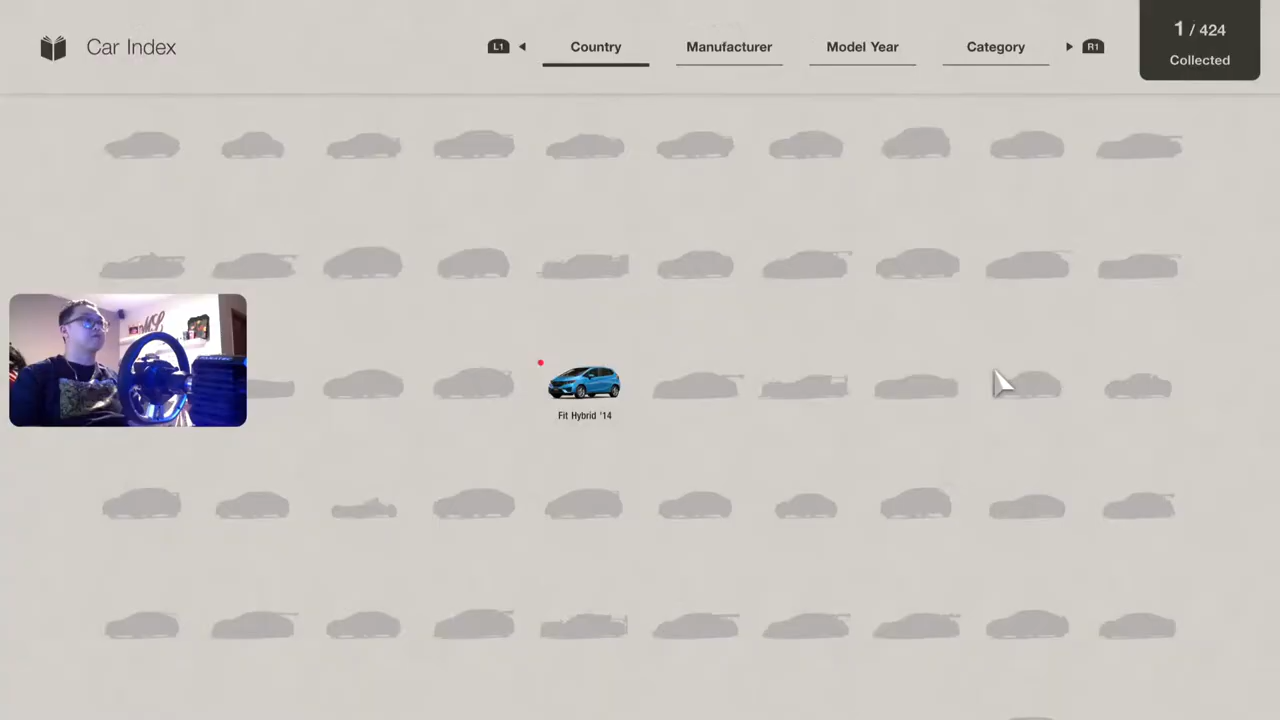 Car Index
L1
Country
Manufacturer
Model Year
Category
R1
1 / 424
Collected
Fit Hybrid '14